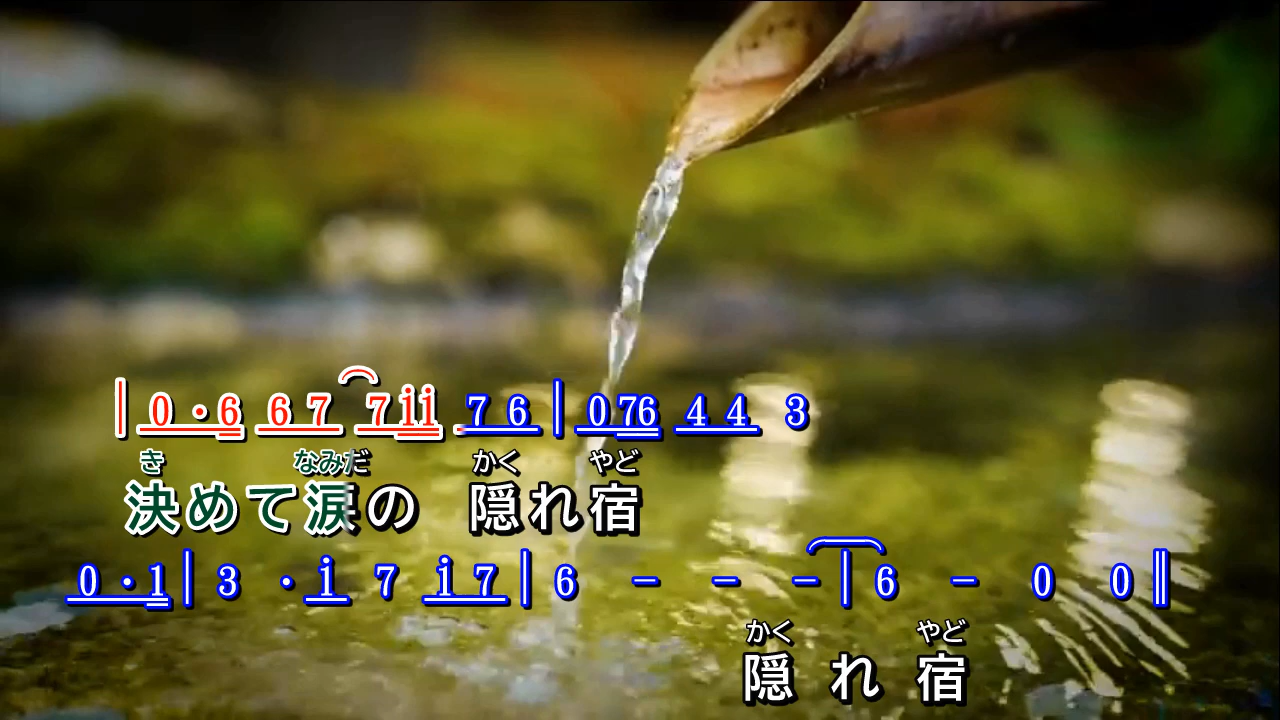 | 0 · 6 6 7 7 i i 7 6 | 0 7 6 4 4 3
き なみだ かく やど
決めて涙の 隠れ宿
0 · 1 | 3 · i 7 i 7 | 6 － － － | 6 － 0 0 ‖
かく やど
隠れ宿